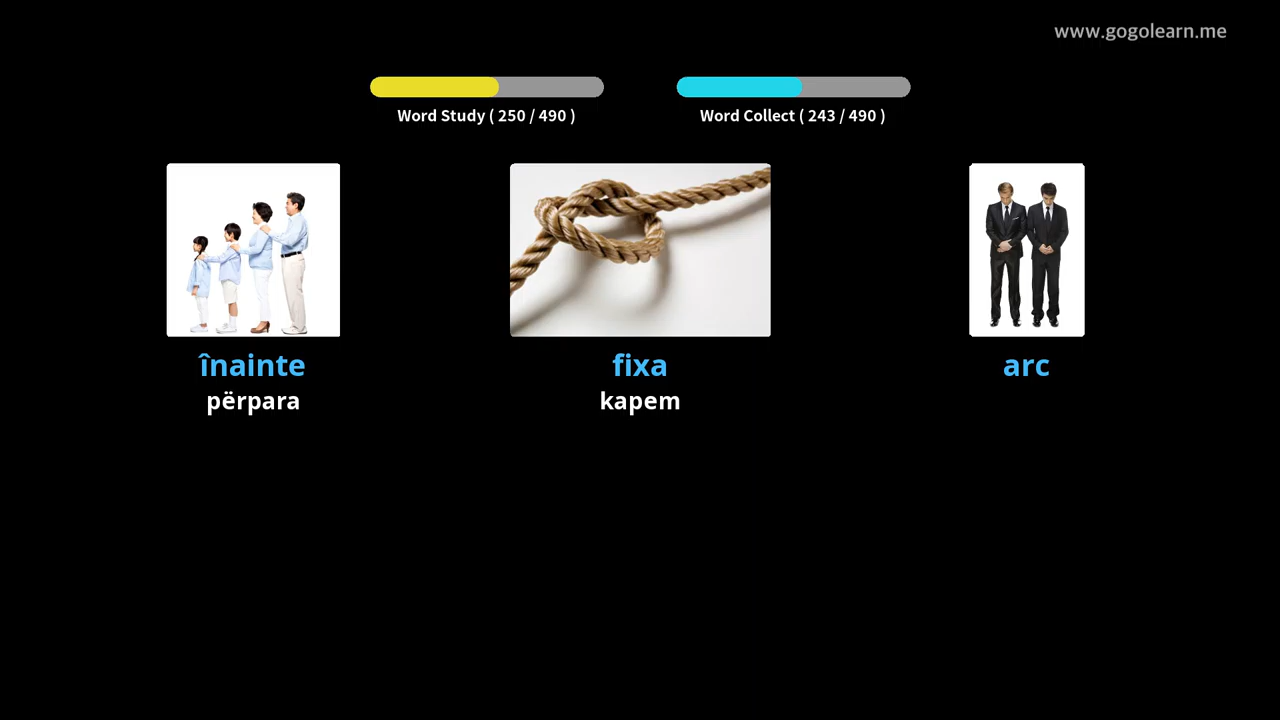 www.gogolearn.me
Word Study ( 250 / 490 )
Word Collect ( 243 / 490 )
înainte
përpara
fixa
kapem
arc